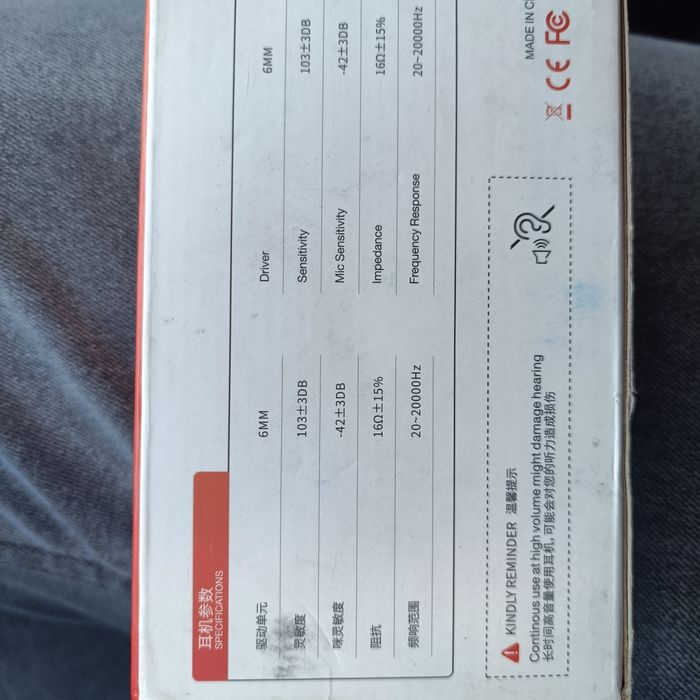 耳机参数
SPECIFICATIONS
驱动单元 6MM Driver 6MM
灵敏度 103±3DB Sensitivity 103±3DB
咪灵敏度 -42±3DB Mic Sensitivity -42±3DB
阻抗 16Ω±15% Impedance 16Ω±15%
频响范围 20~20000Hz Frequency Response 20~20000Hz
KINDLY REMINDER 温馨提示
Continous use at high volume might damage hearing
长时间高音量使用耳机,可能会对您的听力造成损伤
MADE IN C
CE FC